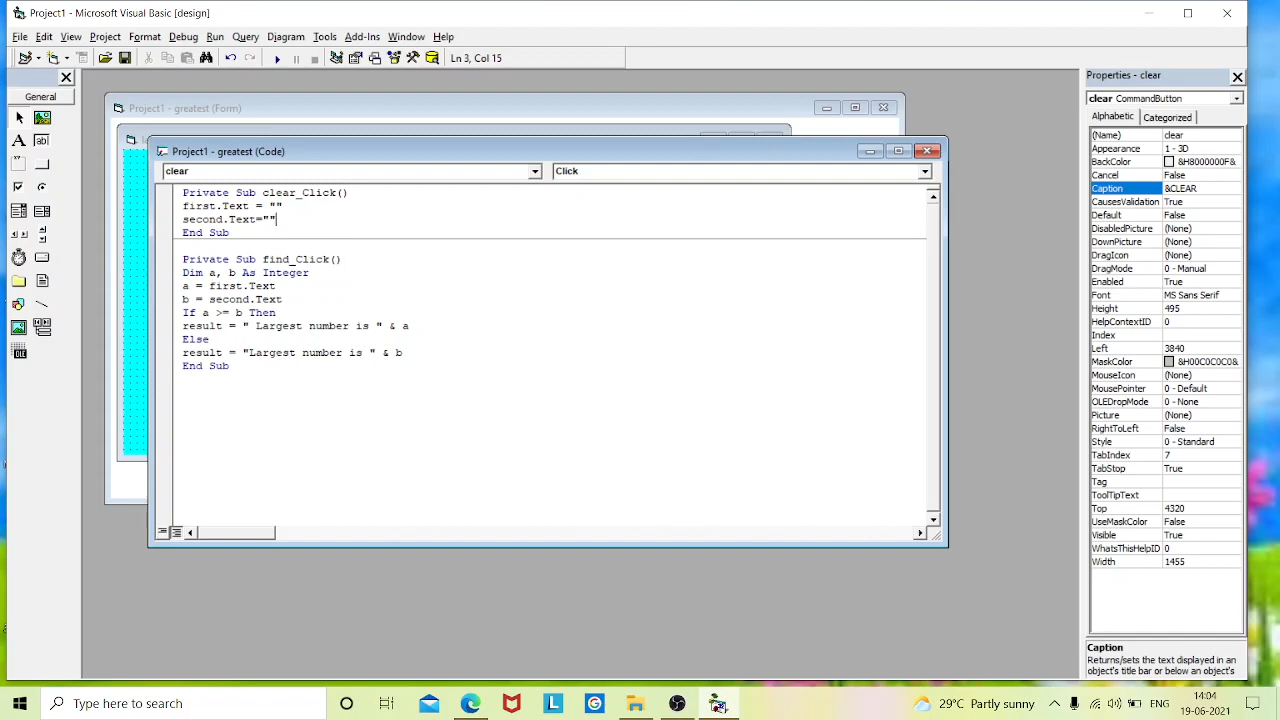 Project1 - Microsoft Visual Basic [design]
File Edit View Project Format Debug Run Query Diagram Tools Add-Ins Window Help
Ln 3, Col 15
General
Project1 - greatest (Form)
Project1 - greatest (Code)
clear Click
Private Sub clear_Click()
first.Text = ""
second.Text=""
End Sub
Private Sub find_Click()
Dim a, b As Integer
a = first.Text
b = second.Text
If a >= b Then
result = " Largest number is " & a
Else
result = "Largest number is " & b
End Sub
Properties - clear
clear CommandButton
Alphabetic Categorized
(Name) clear
Appearance 1 - 3D
BackColor &H8000000F&
Cancel False
Caption &CLEAR
CausesValidation True
Default False
DisabledPicture (None)
DownPicture (None)
DragIcon (None)
DragMode 0 - Manual
Enabled True
Font MS Sans Serif
Height 495
HelpContextID 0
Index
Left 3840
MaskColor &H00C0C0C0&
MouseIcon (None)
MousePointer 0 - Default
OLEDropMode 0 - None
Picture (None)
RightToLeft False
Style 0 - Standard
TabIndex 7
TabStop True
Tag
ToolTipText
Top 4320
UseMaskColor False
Visible True
WhatsThisHelpID 0
Width 1455
Caption
Returns/sets the text displayed in
an object's title bar or below an object's
Type here to search
29°C Partly sunny
ENG
14:04
19-06-2021